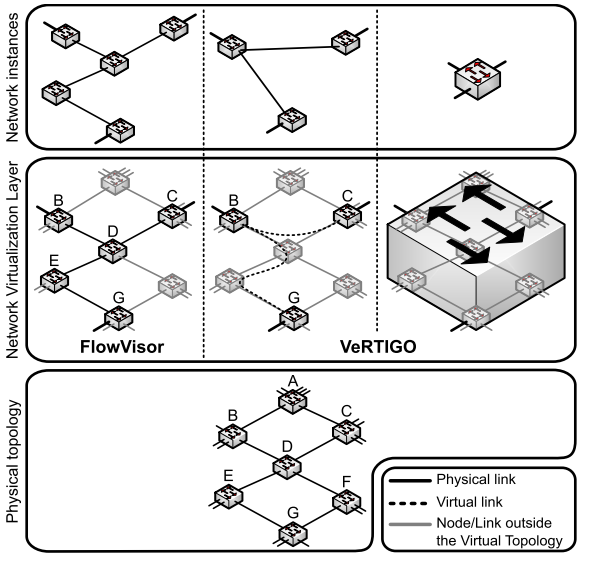 Network instances
Network Virtualization Layer
B
C
D
E
G
B
C
G
FlowVisor
VeRTIGO
Physical topology
A
B
C
D
E
F
G
Physical link
Virtual link
Node/Link outside
the Virtual Topology